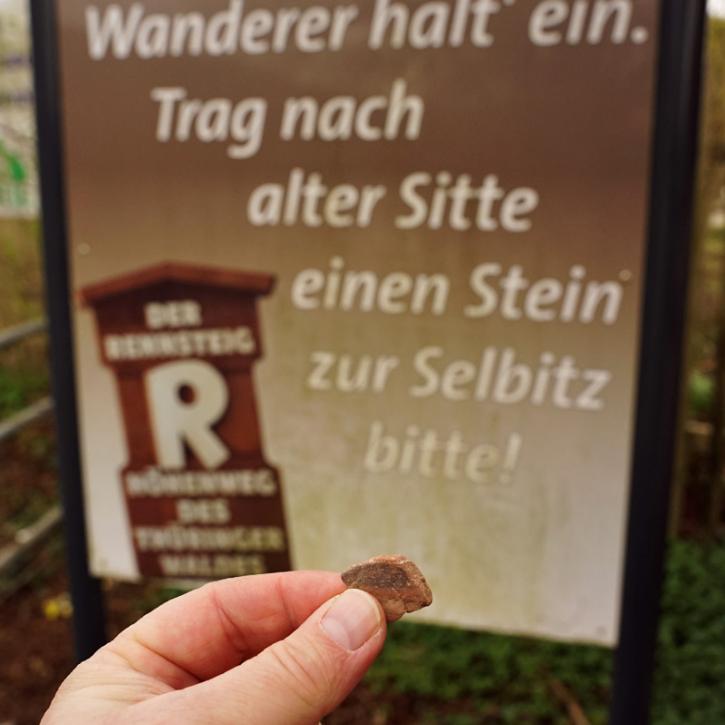 Wanderer halt' ein.
Trag nach
alter Sitte
einen Stein
zur Selbitz
bitte!
DER
RENNSTEIG
R
HÖHENWEG
DES
THÜRINGER
WALDES